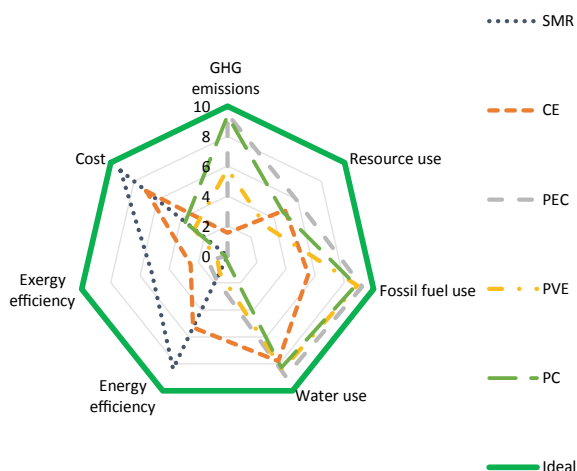 SMR
GHG
emissions
10
CE
8
Cost
Resource use
6
4
PEC
2
0
Exergy
efficiency
Fossil fuel use
PVE
Energy
efficiency
Water use
PC
Ideal